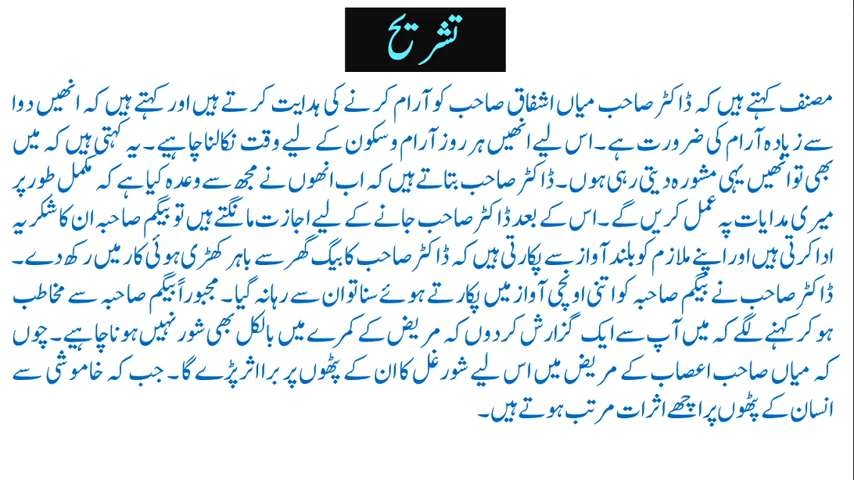 تشریح
مصنف کہتے ہیں کہ ڈاکٹر صاحب میاں اشفاق صاحب کو آرام کرنے کی ہدایت کرتے ہیں اور کہتے ہیں کہ انھیں دوا
سے زیادہ آرام کی ضرورت ہے۔ اس لیے انھیں ہر روز آرام و سکون کے لیے وقت نکالنا چاہیے۔ یہ کہتی ہیں کہ میں
بھی تو انھیں یہی مشورہ دیتی رہی ہوں۔ ڈاکٹر صاحب بتاتے ہیں کہ اب انھوں نے مجھ سے وعدہ کیا ہے کہ مکمل طور پر
میری ہدایات پہ عمل کریں گے۔ اس کے بعد ڈاکٹر صاحب جانے کے لیے اجازت مانگتے ہیں تو بیگم صاحبہ ان کا شکریہ
ادا کرتی ہیں اور اپنے ملازم کو بلند آواز سے پکارتی ہیں کہ ڈاکٹر صاحب کا بیگ گھر سے باہر کھڑی ہوئی کار میں رکھ دے۔
ڈاکٹر صاحب نے بیگم صاحبہ کو اتنی اونچی آواز میں پکارتے ہوئے سنا تو ان سے رہا نہ گیا۔ مجبوراً بیگم صاحبہ سے مخاطب
ہو کر کہنے لگے کہ میں آپ سے ایک گزارش کر دوں کہ مریض کے کمرے میں بالکل بھی شور نہیں ہونا چاہیے۔ چوں
کہ میاں صاحب اعصاب کے مریض میں اس لیے شور غل کا ان کے پٹھوں پر برا اثر پڑے گا۔ جب کہ خاموشی سے
انسان کے پٹھوں پر اچھے اثرات مرتب ہوتے ہیں۔